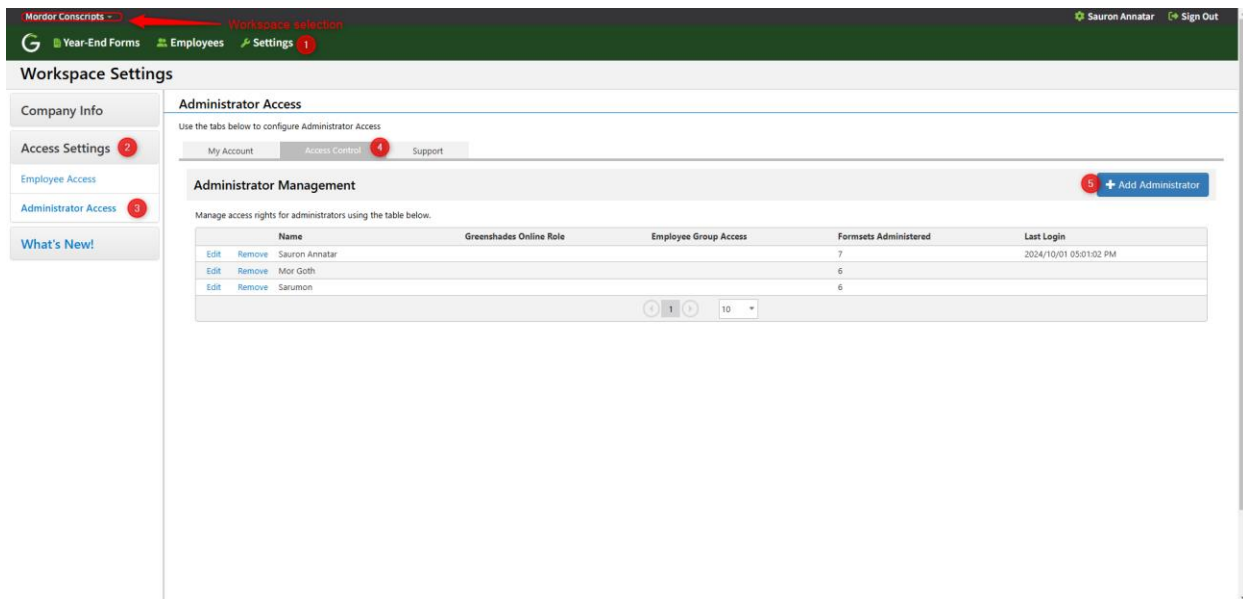 Mordor Conscripts
Workspace selection
Sauron Annatar Sign Out
G Year-End Forms Employees Settings 1
Workspace Settings
Company Info
Access Settings 2
Employee Access
Administrator Access 3
What's New!
Administrator Access
Use the tabs below to configure Administrator Access
My Account Access Control 4 Support
Administrator Management 5 + Add Administrator
Manage access rights for administrators using the table below.
Name Greenshades Online Role Employee Group Access Formsets Administered Last Login
Edit Remove Sauron Annatar 7 2024/10/01 05:01:02 PM
Edit Remove Mor Goth 6
Edit Remove Sarumon 6
1 10